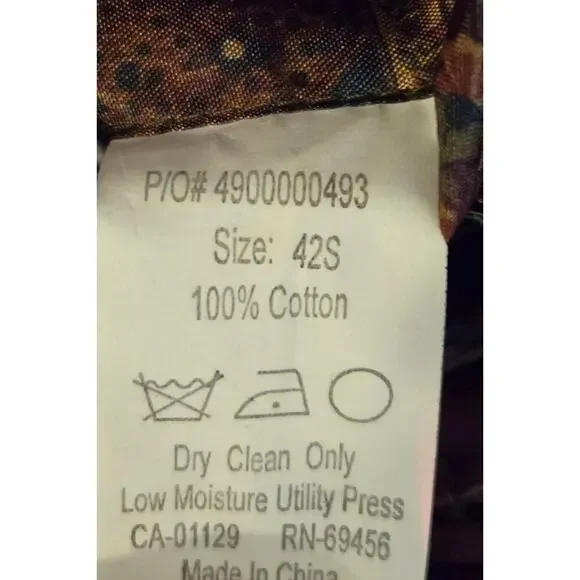 P/O# 4900000493
Size: 42S
100% Cotton
Dry Clean Only
Low Moisture Utility Press
CA-01129 RN-69456
Made In China